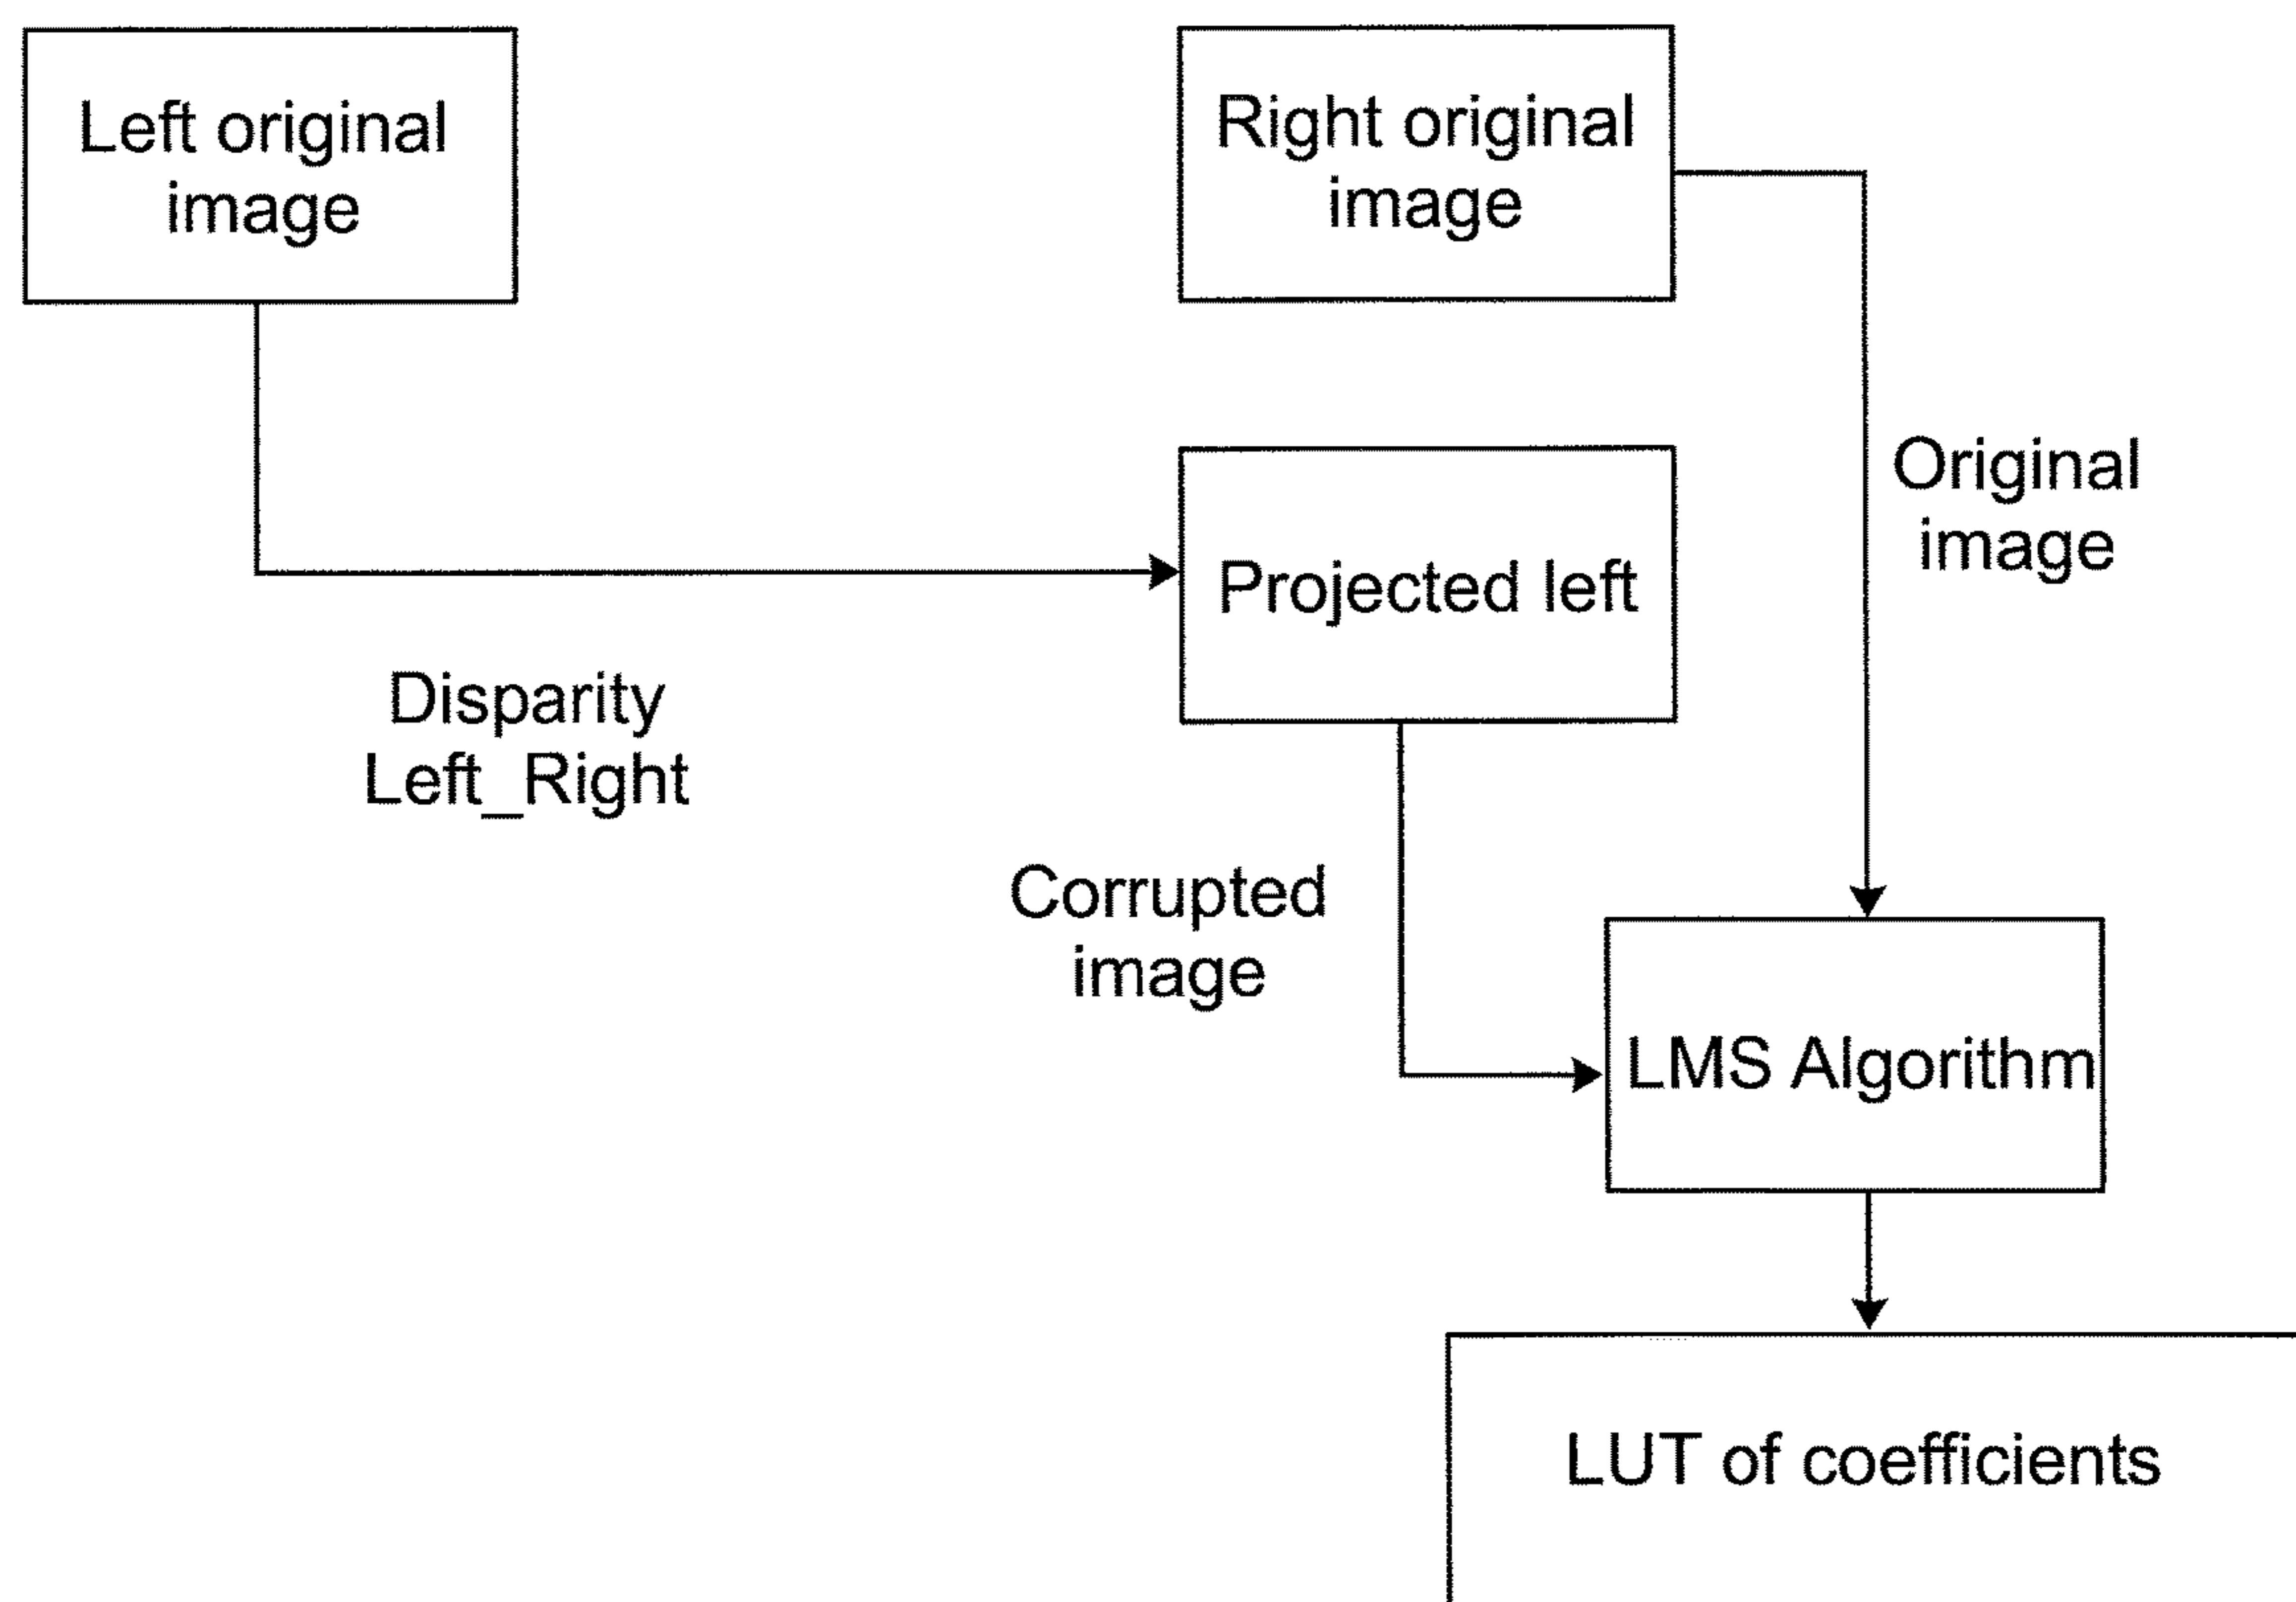 Left original
image
Right original
image
Original
image
Projected left
Disparity
Left_Right
Corrupted
image
LMS Algorithm
LUT of coefficients